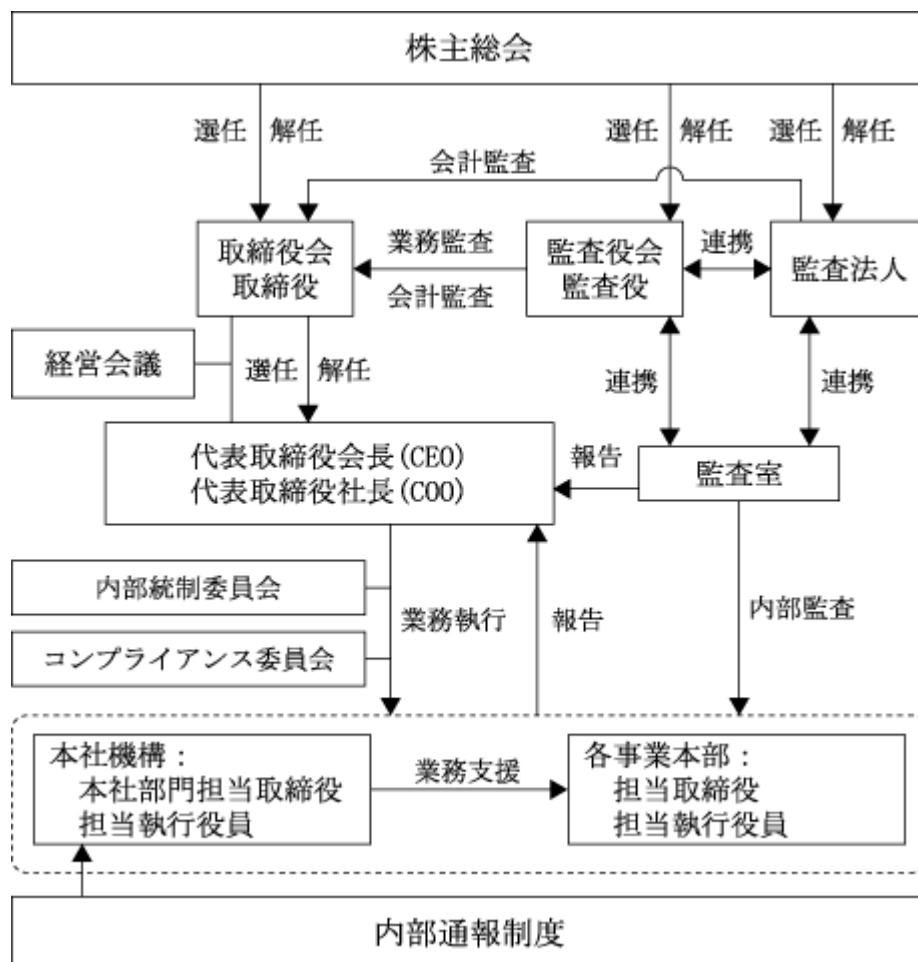 株主総会
選任
解任
選任
解任
選任
解任
会計監査
取締役会
取締役
業務監査
会計監査
監査役会
監査役
連携
監査法人
経営会議
選任
解任
連携
連携
代表取締役会長(CEO)
代表取締役社長(COO)
報告
監査室
内部統制委員会
コンプライアンス委員会
業務執行
報告
内部監査
本社機構：
本社部門担当取締役
担当執行役員
業務支援
各事業本部：
担当取締役
担当執行役員
内部通報制度